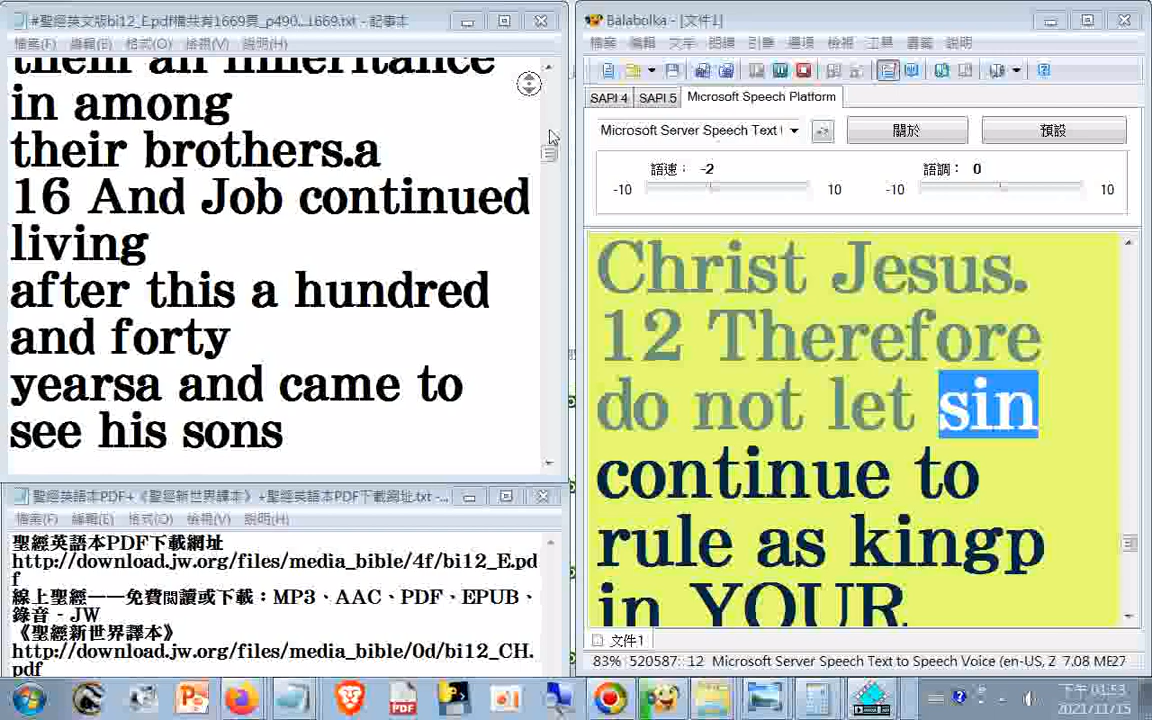 #聖經英文版bi12_E.pdf檔共有1669頁_p490..._1669.txt - 記事本
檔案(F) 編輯(E) 格式(O) 檢視(V) 說明(H)
their an inheritance
in among
their brothers.a
16 And Job continued
living
after this a hundred
and forty
yearsa and came to
see his sons
聖經英語本PDF+《聖經新世界譯本》+聖經英語本PDF下載網址.txt -...
檔案(F) 編輯(E) 格式(O) 檢視(V) 說明(H)
聖經英語本PDF下載網址
http://download.jw.org/files/media_bible/4f/bi12_E.pd
f
線上聖經──免費閱讀或下載：MP3、AAC、PDF、EPUB、
錄音 - JW
《聖經新世界譯本》
http://download.jw.org/files/media_bible/0d/bi12_CH.
pdf
Balabolka - [文件1]
檔案 編輯 文字 朗讀 引擎 選項 檢視 工具 書籤 說明
SAPI 4 SAPI 5 Microsoft Speech Platform
Microsoft Server Speech Text 關於 預設
語速： -2 語調： 0
-10 10 -10 10
Christ Jesus.
12 Therefore
do not let sin
continue to
rule as kingp
in YOUR
文件1
83% 520587: 12 Microsoft Server Speech Text to Speech Voice (en-US, Z 7.08 ME27
PDF
下午 01:53
2021/11/15